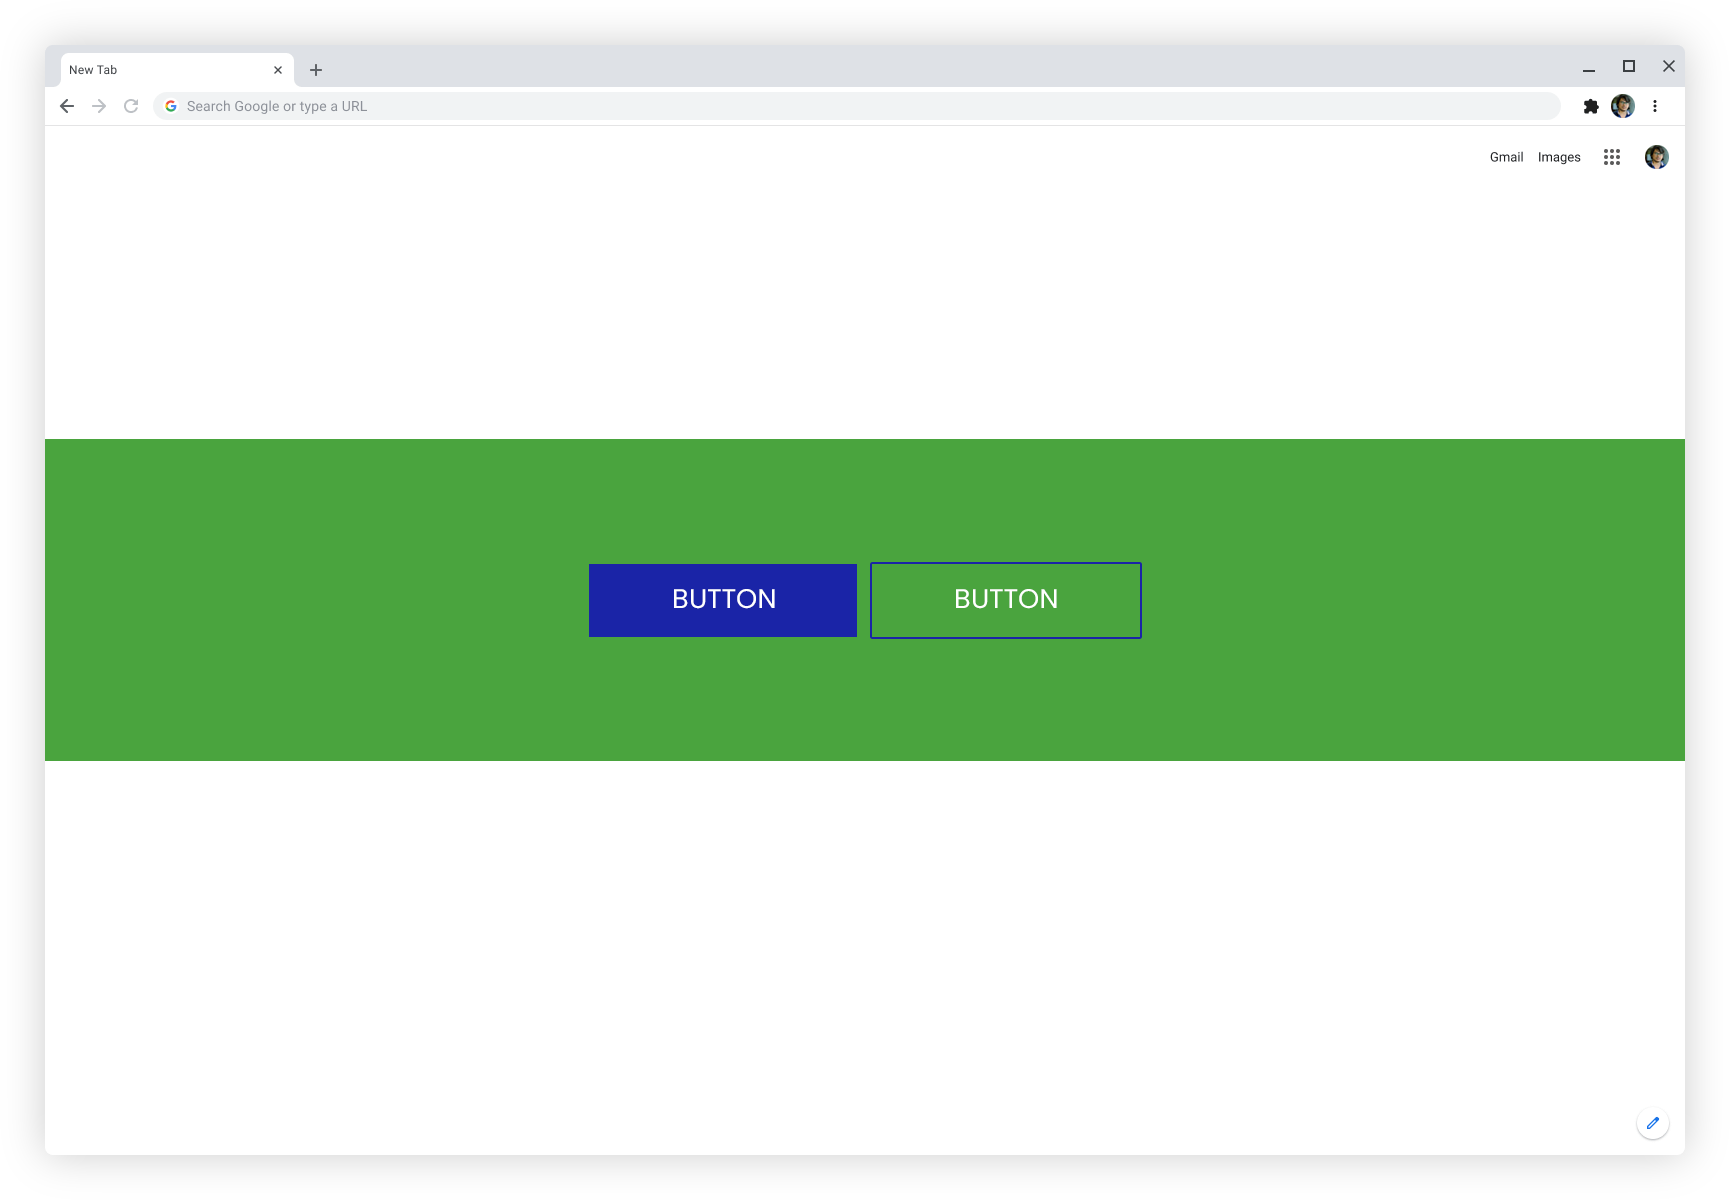 New Tab
Search Google or type a URL
Gmail Images
BUTTON BUTTON